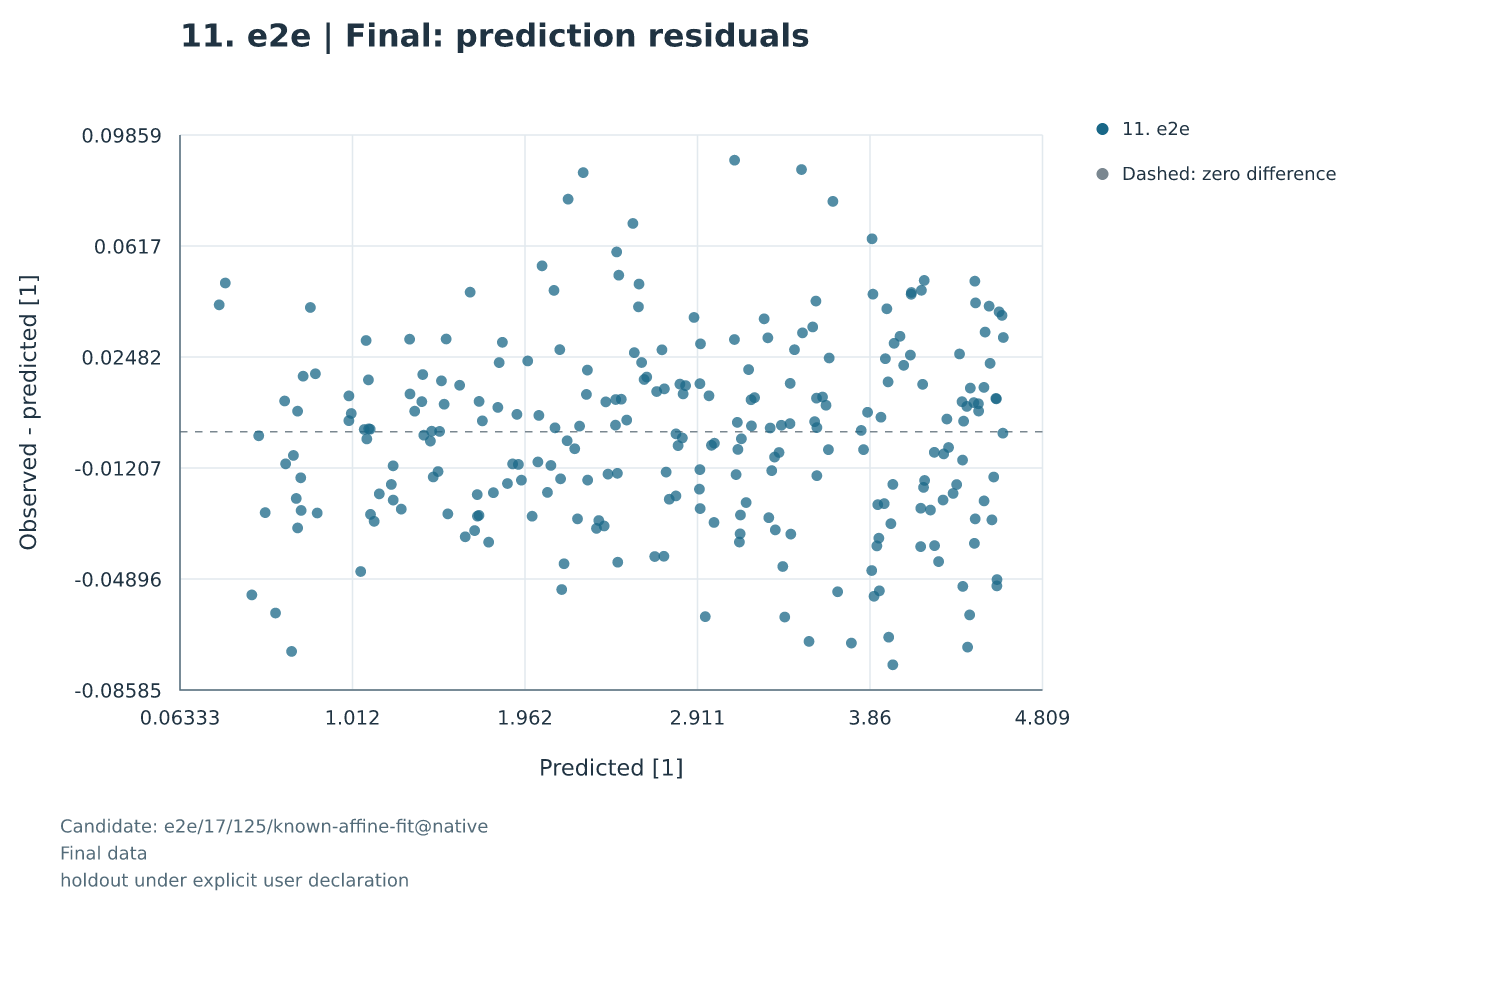 11. e2e | Final: prediction residuals
0.09859
0.0617
0.02482
-0.01207
-0.04896
-0.08585
Observed - predicted [1]
0.06333
1.012
1.962
2.911
3.86
4.809
Predicted [1]
11. e2e
Dashed: zero difference
Candidate: e2e/17/125/known-affine-fit@native
Final data
holdout under explicit user declaration